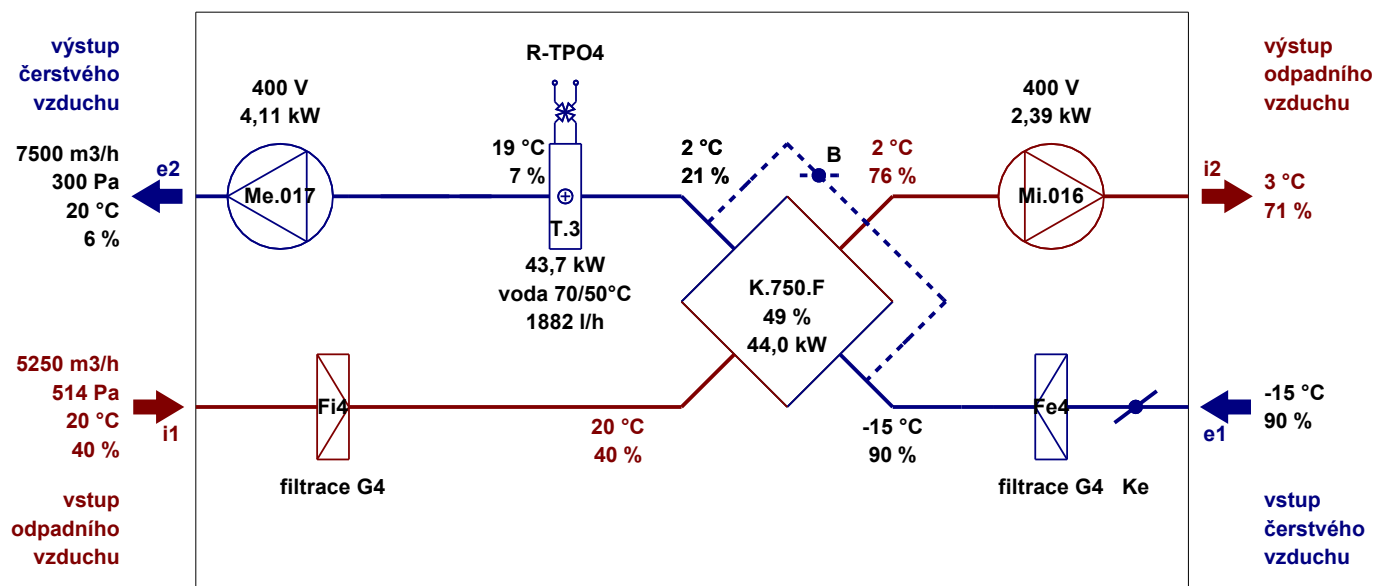 výstup
čerstvého
vzduchu
7500 m3/h
300 Pa
20 °C
6 %
e2
400 V
4,11 kW
Me.017
R-TPO4
19 °C
7 %
T.3
43,7 kW
voda 70/50°C
1882 l/h
2 °C
21 %
B
2 °C
76 %
K.750.F
49 %
44,0 kW
400 V
2,39 kW
Mi.016
výstup
odpadního
vzduchu
i2
3 °C
71 %
5250 m3/h
514 Pa
20 °C
40 %
i1
vstup
odpadního
vzduchu
Fi4
filtrace G4
20 °C
40 %
-15 °C
90 %
Fe4
filtrace G4
Ke
e1
-15 °C
90 %
vstup
čerstvého
vzduchu